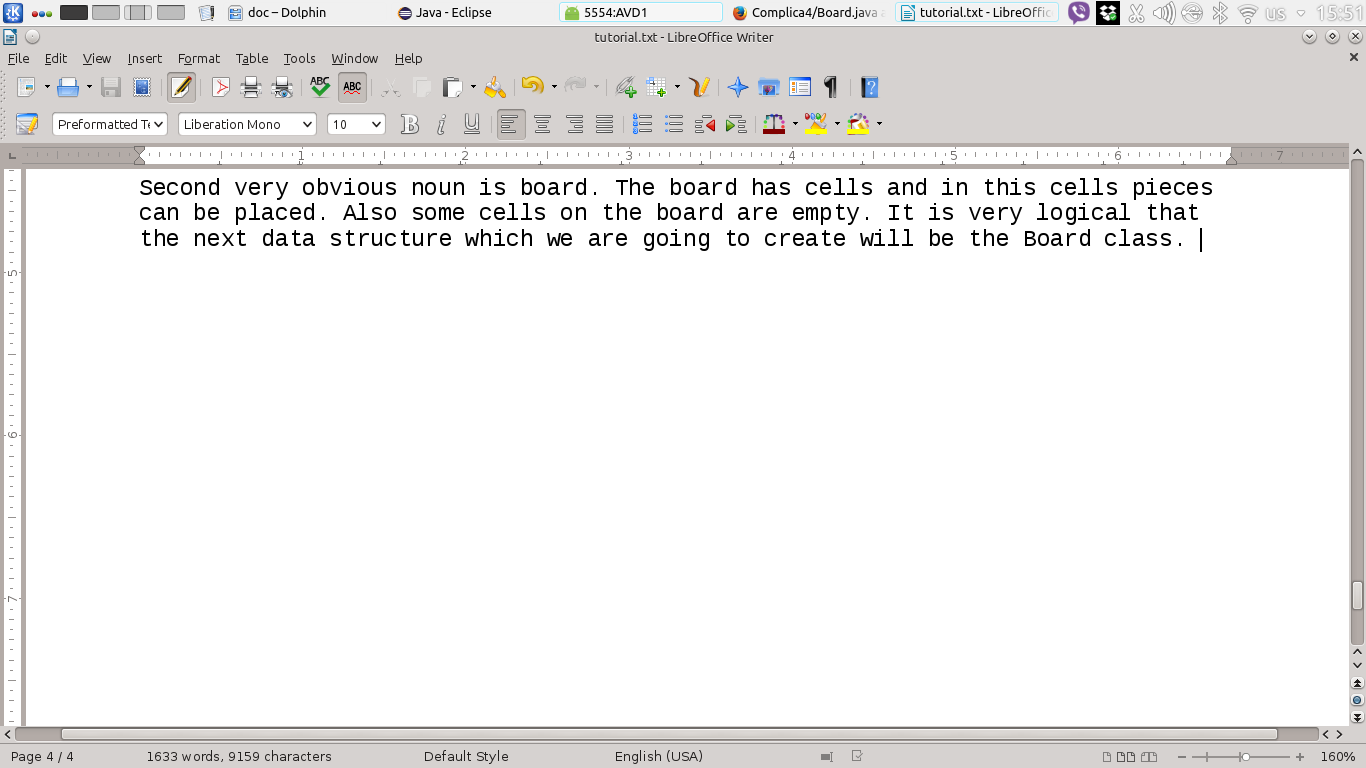 doc – Dolphin
Java - Eclipse
5554:AVD1
Complica4/Board.java a
tutorial.txt - LibreOffic
us
15:51
tutorial.txt - LibreOffice Writer
File Edit View Insert Format Table Tools Window Help
ABC ABC
Preformatted Te
Liberation Mono
10
B i U
1 2 3 4 5 6 7
Second very obvious noun is board. The board has cells and in this cells pieces
can be placed. Also some cells on the board are empty. It is very logical that
the next data structure which we are going to create will be the Board class.
5
6
7
Page 4 / 4
1633 words, 9159 characters
Default Style
English (USA)
160%